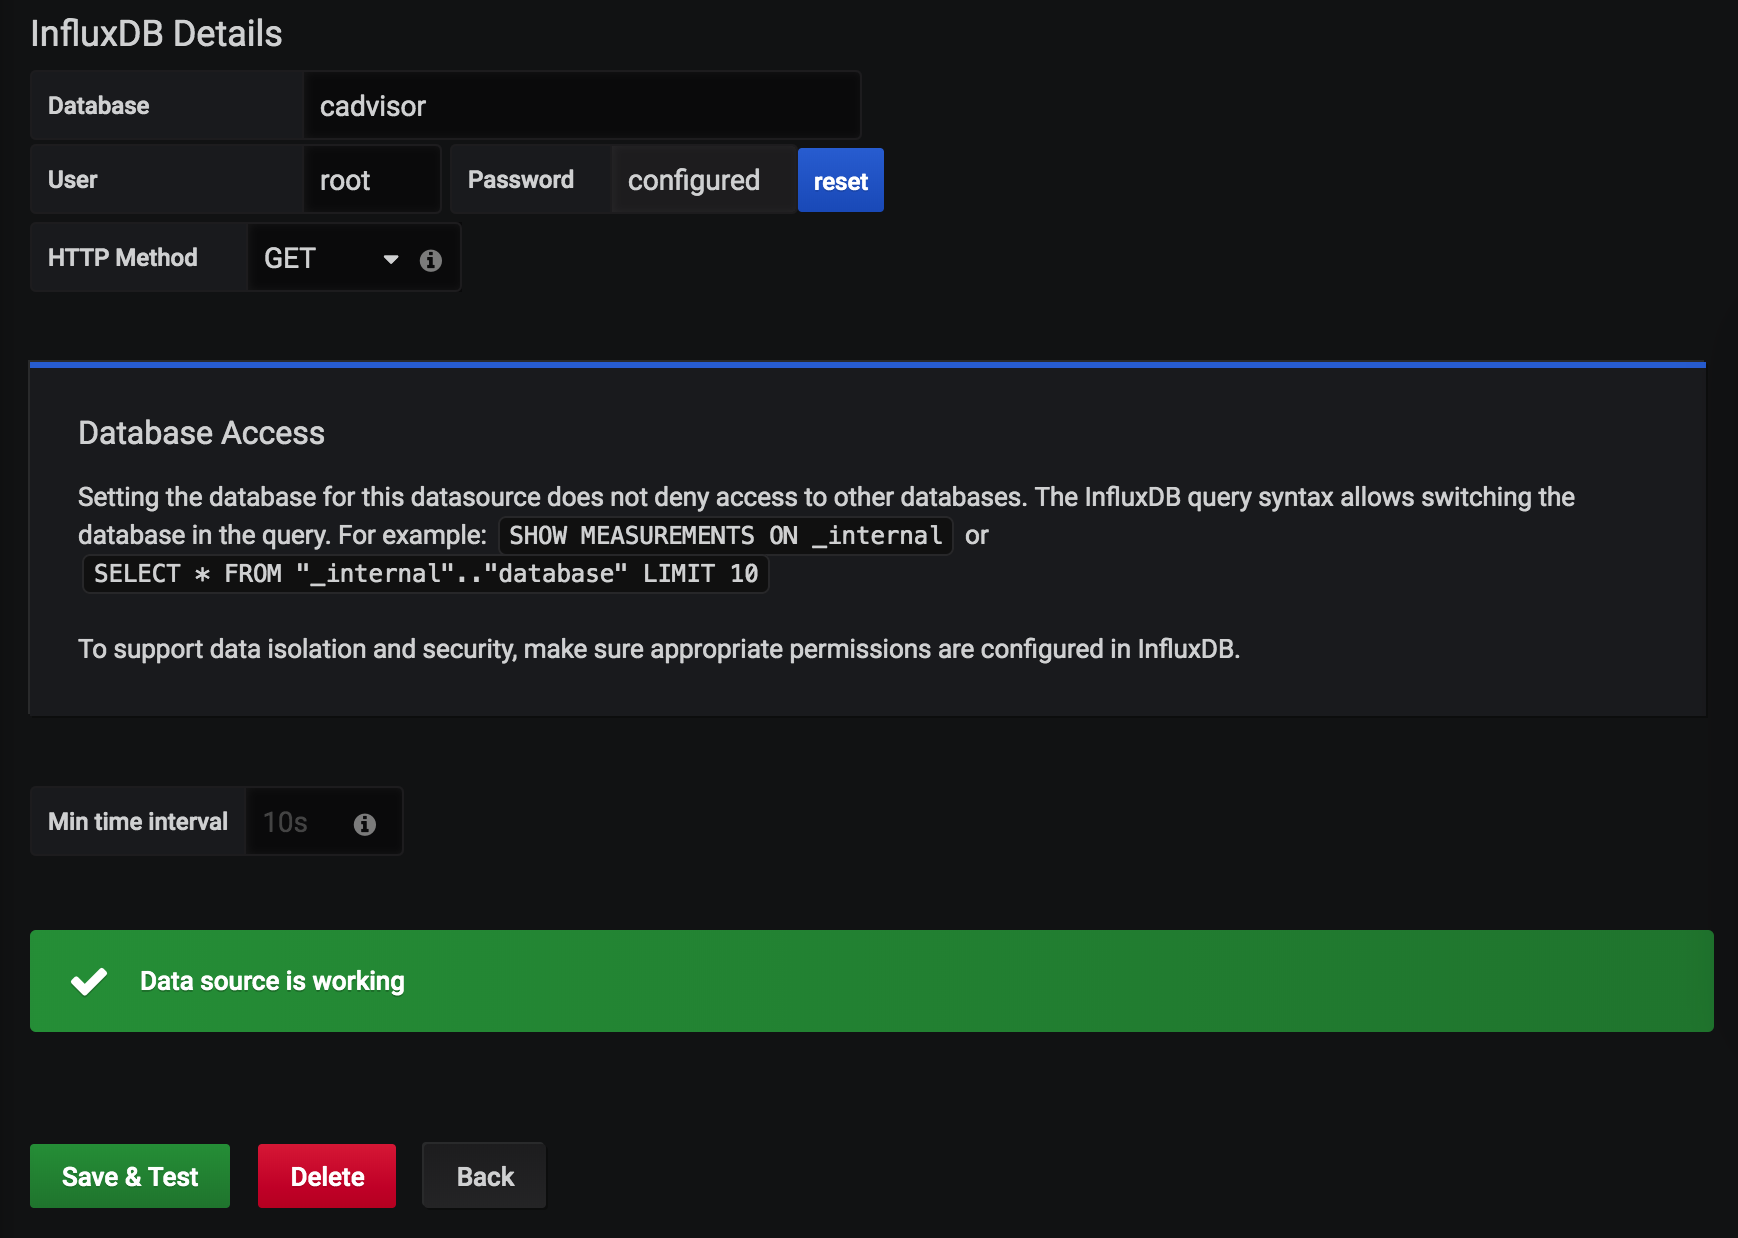 InfluxDB Details
Database cadvisor
User root Password configured reset
HTTP Method GET
Database Access
Setting the database for this datasource does not deny access to other databases. The InfluxDB query syntax allows switching the
database in the query. For example: SHOW MEASUREMENTS ON _internal or
SELECT * FROM "_internal".."database" LIMIT 10
To support data isolation and security, make sure appropriate permissions are configured in InfluxDB.
Min time interval 10s
Data source is working
Save & Test Delete Back